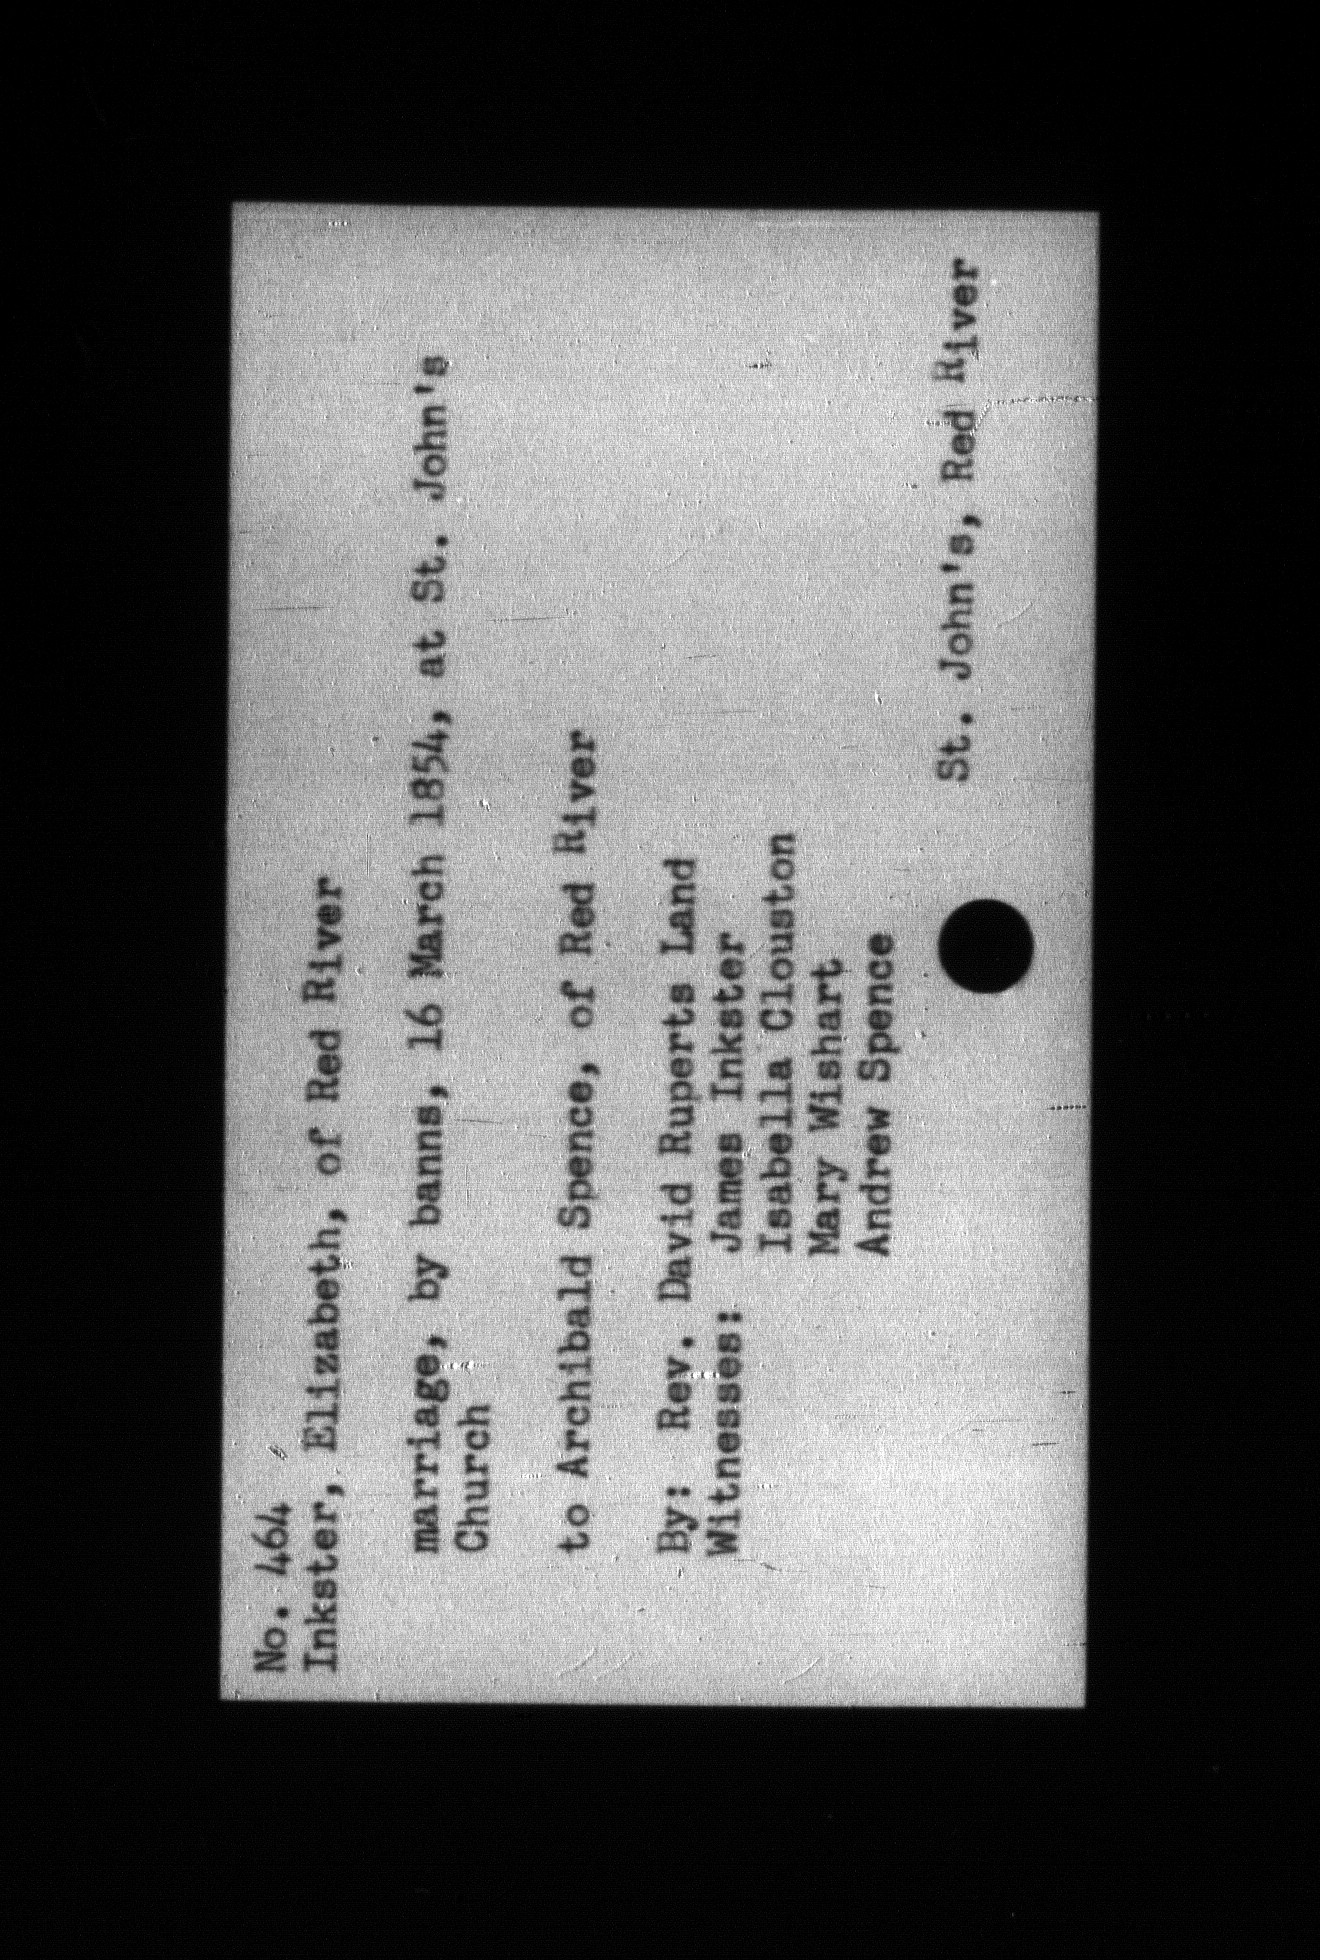 No. 464
Inkster, Elizabeth, of Red River
marriage, by banns, 16 March 1854, at St. John's
Church
to Archibald Spence, of Red River
By: Rev. David Ruperts Land
Witnesses: James Inkster
Isabella Clouston
Mary Wishart
Andrew Spence
St. John's, Red River